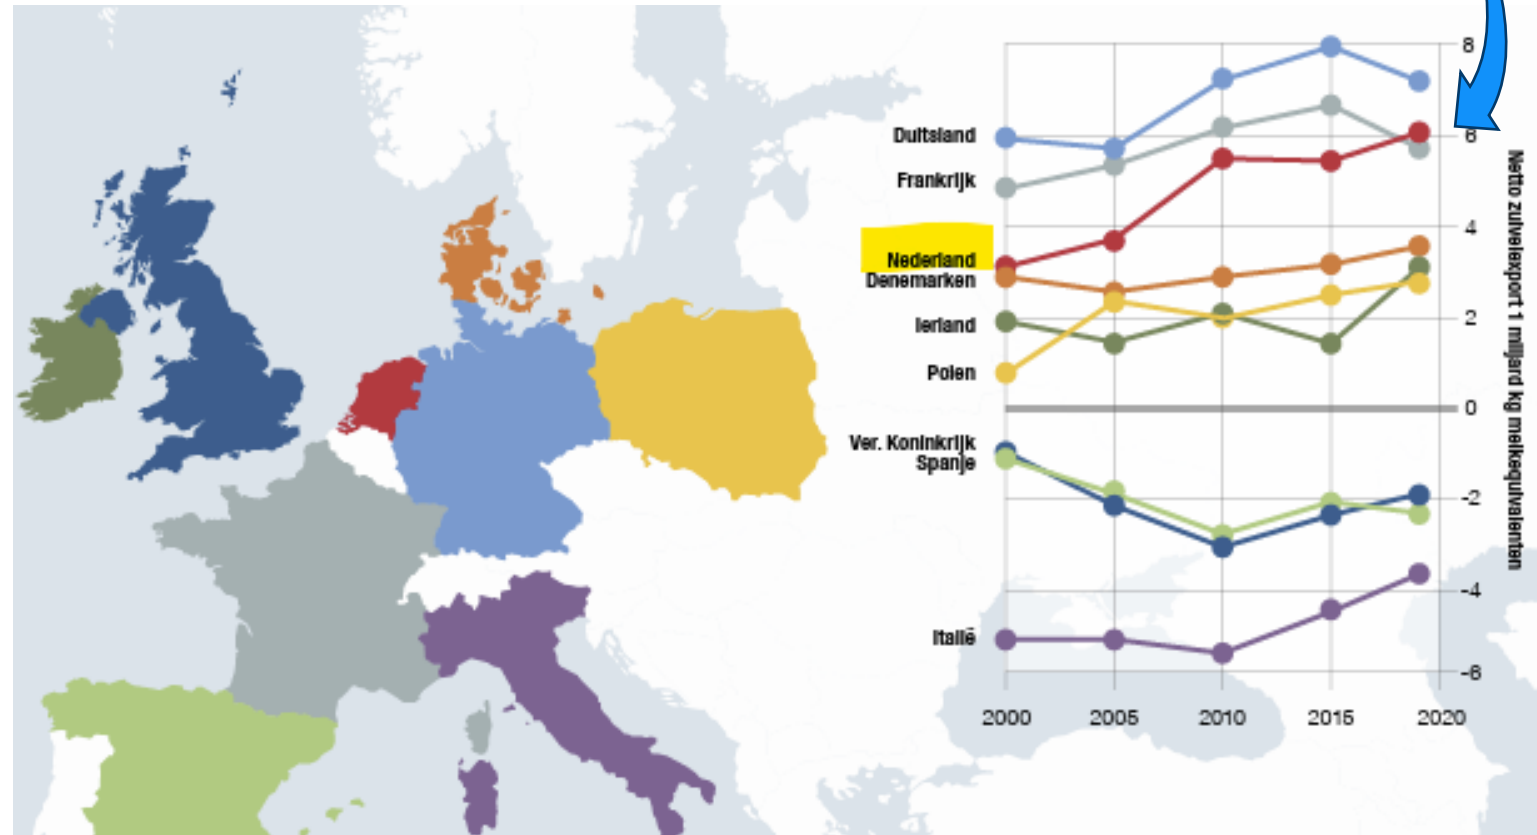 8
Duitsland
6
Frankrijk
4
Nederland
Denemarken
2
Ierland
Polen
0
Ver. Koninkrijk
Spanje
-2
-4
Italië
-6
2000 2005 2010 2015 2020
Netto zuivelexport 1 miljard kg melkequivalenten